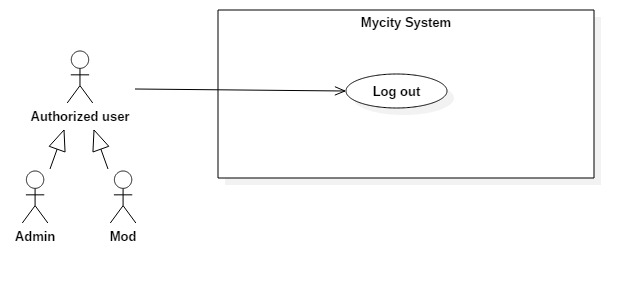 Mycity System
Log out
Authorized user
Admin
Mod